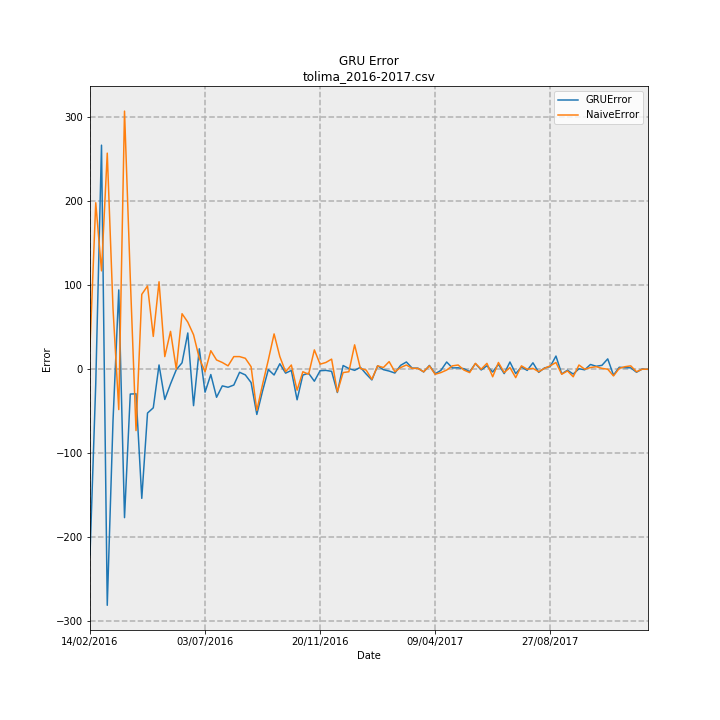 GRU Error
tolima_2016-2017.csv
GRUError
NaiveError
300
200
100
0
−100
−200
−300
Error
14/02/2016
03/07/2016
20/11/2016
09/04/2017
27/08/2017
Date